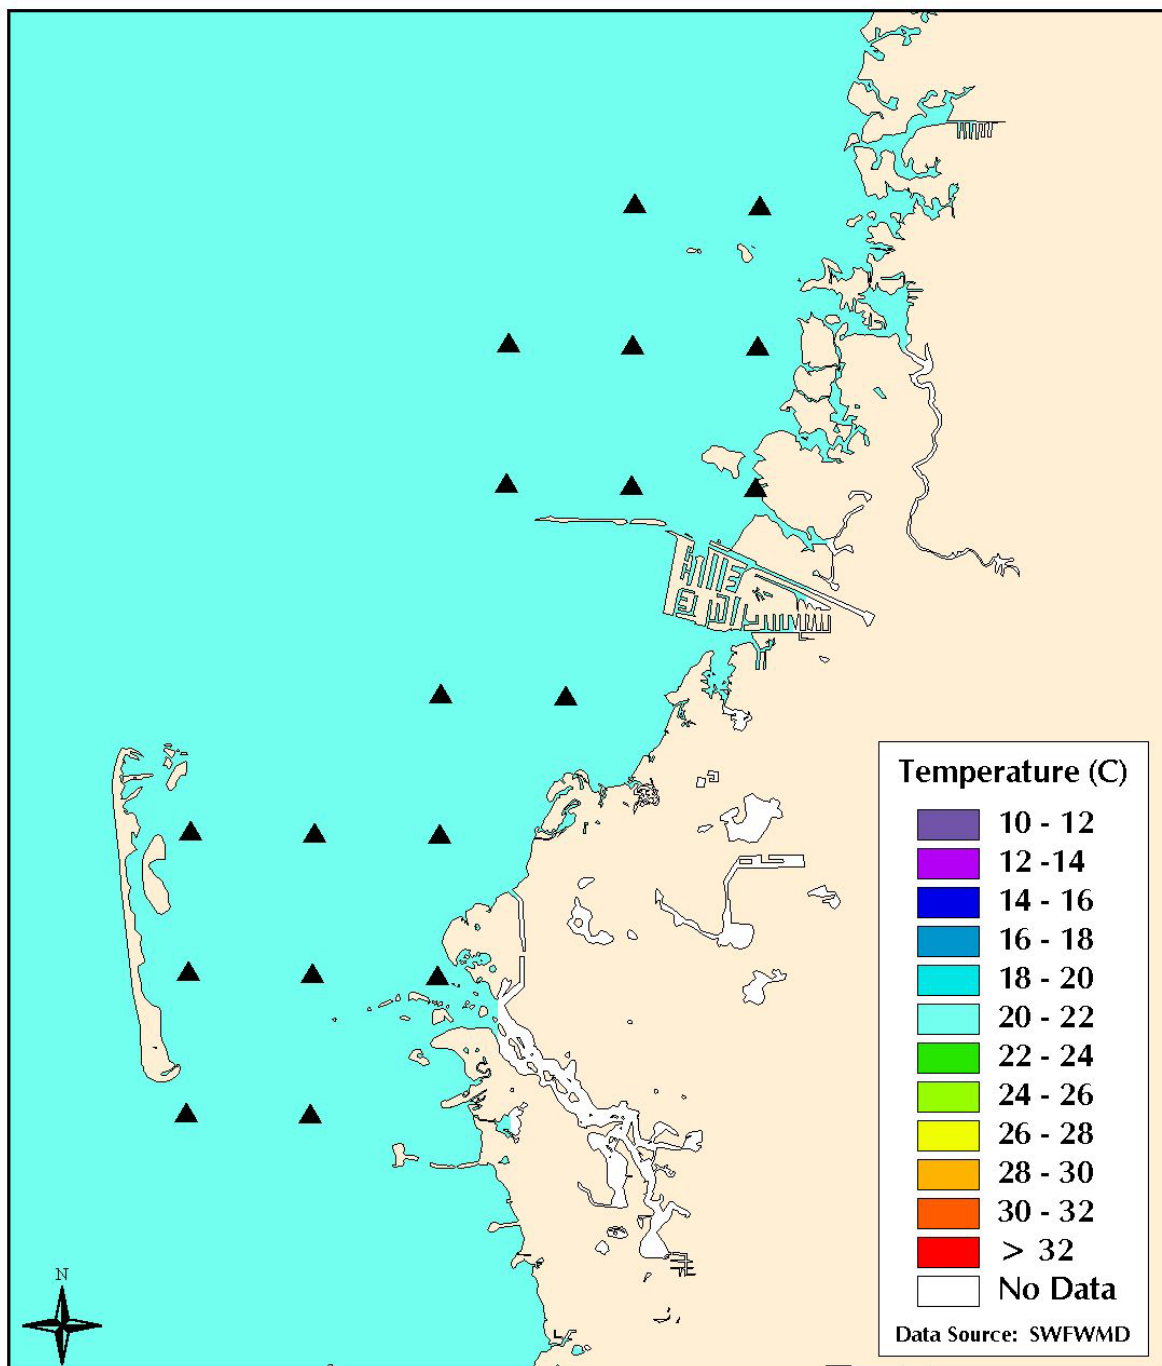 N
Temperature (C)
10 - 12
12 -14
14 - 16
16 - 18
18 - 20
20 - 22
22 - 24
24 - 26
26 - 28
28 - 30
30 - 32
> 32
No Data
Data Source: SWFWMD